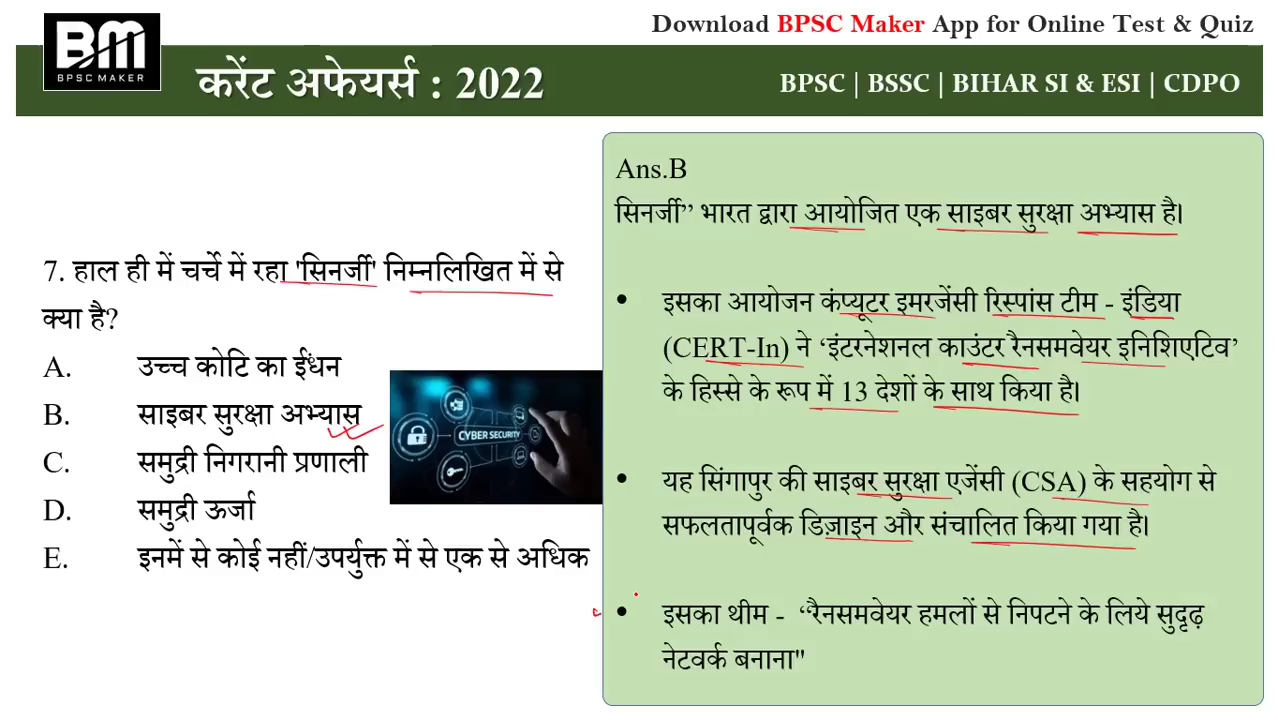 Download BPSC Maker App for Online Test & Quiz
BM
BPSC MAKER
करेंट अफेयर्स : 2022
BPSC | BSSC | BIHAR SI & ESI | CDPO
7. हाल ही में चर्चे में रहा 'सिनर्जी' निम्नलिखित में से
क्या है?
A. उच्च कोटि का ईंधन
B. साइबर सुरक्षा अभ्यास
C. समुद्री निगरानी प्रणाली
D. समुद्री ऊर्जा
E. इनमें से कोई नहीं/उपर्युक्त में से एक से अधिक
CYBER SECURITY
Ans.B
सिनर्जी” भारत द्वारा आयोजित एक साइबर सुरक्षा अभ्यास है।
• इसका आयोजन कंप्यूटर इमरजेंसी रिस्पांस टीम - इंडिया
(CERT-In) ने ‘इंटरनेशनल काउंटर रैनसमवेयर इनिशिएटिव’
के हिस्से के रूप में 13 देशों के साथ किया है।
• यह सिंगापुर की साइबर सुरक्षा एजेंसी (CSA) के सहयोग से
सफलतापूर्वक डिज़ाइन और संचालित किया गया है।
• इसका थीम - “रैनसमवेयर हमलों से निपटने के लिये सुदृढ़
नेटवर्क बनाना"